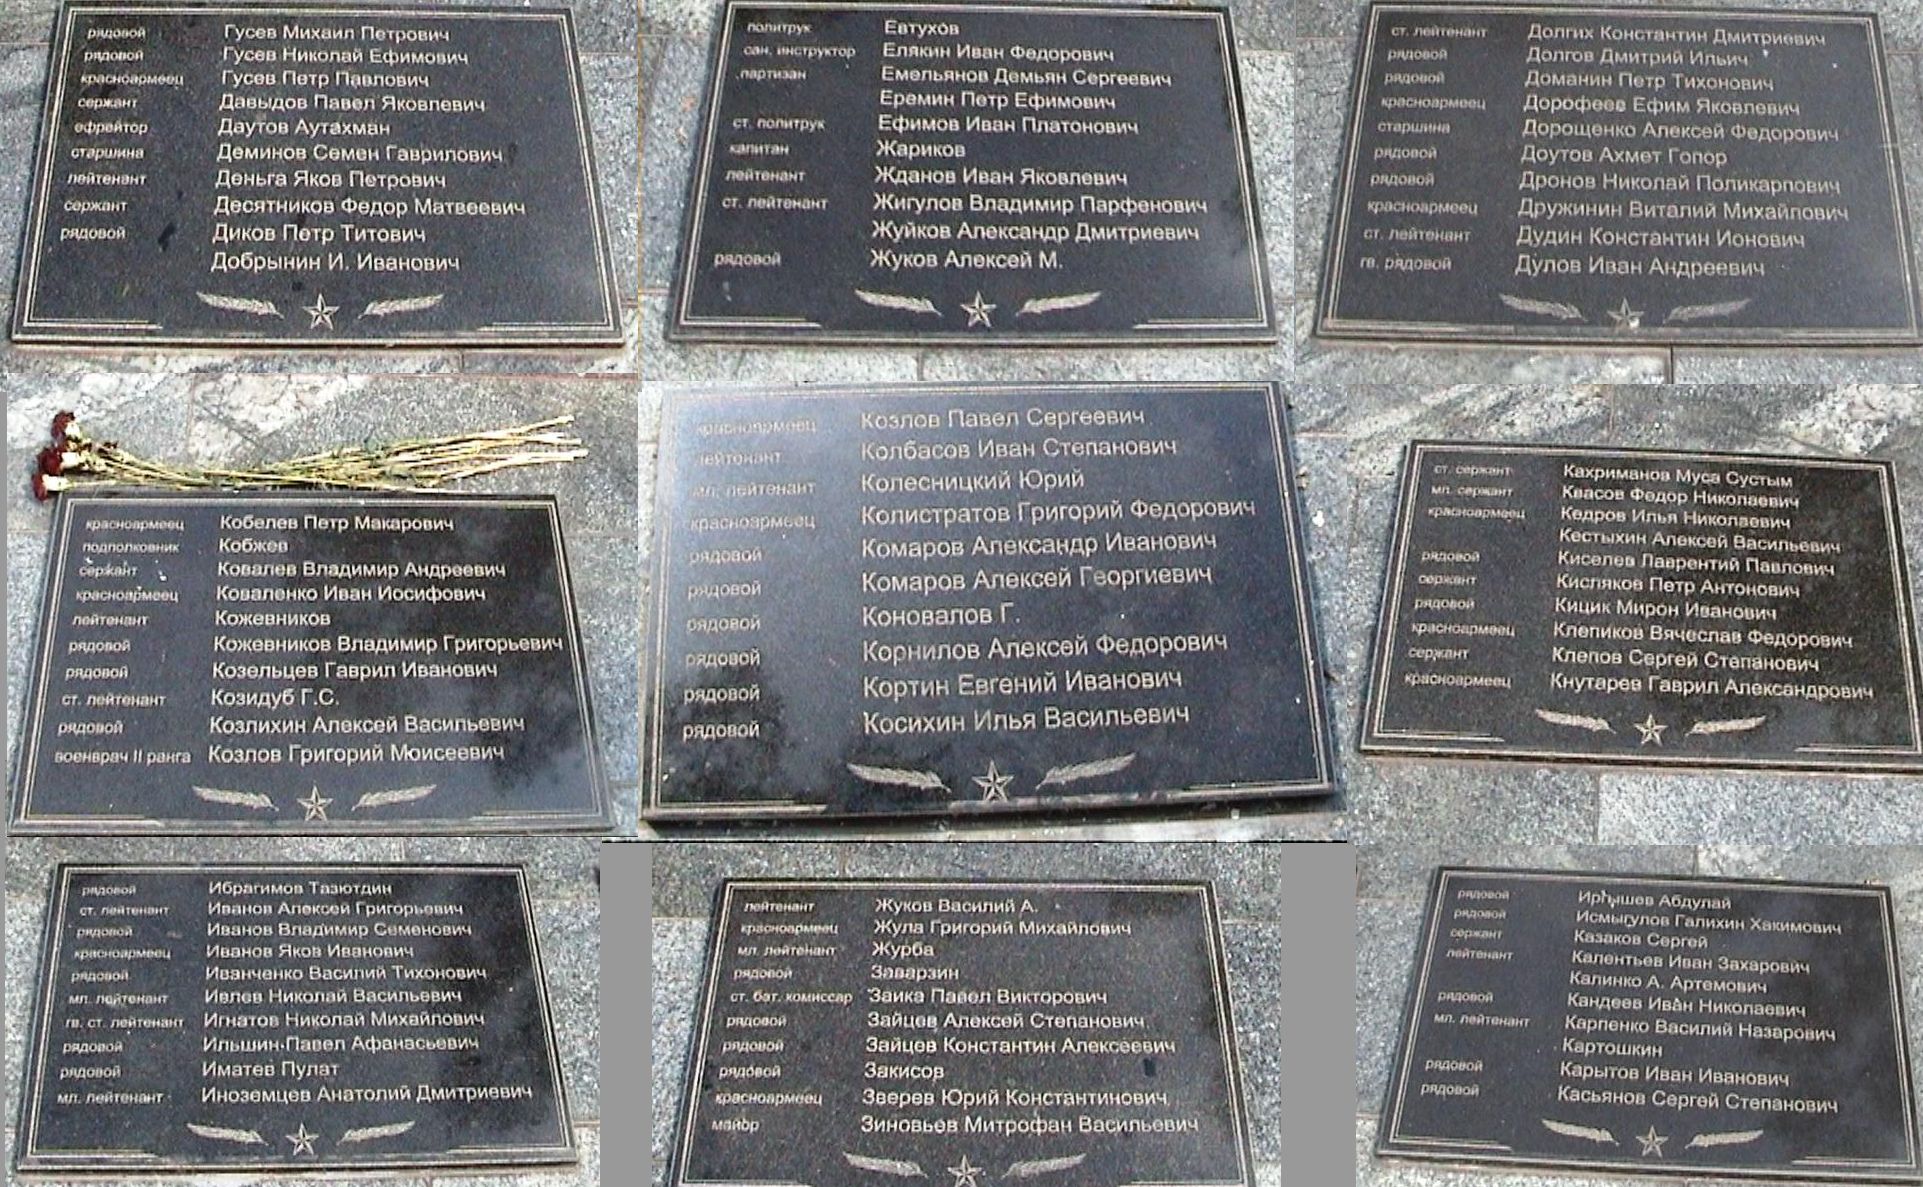 рядовой Гусев Михаил Петрович
рядовой Гусев Николай Ефимович
красноармеец Гусев Петр Павлович
сержант Давыдов Павел Яковлевич
ефрейтор Даутов Аутахман
старшина Деминов Семен Гаврилович
лейтенант Деньга Яков Петрович
сержант Десятников Федор Матвеевич
рядовой Диков Петр Титович
Добрынин И. Иванович
политрук Евтухов
сан. инструктор Елякин Иван Федорович
партизан Емельянов Демьян Сергеевич
Еремин Петр Ефимович
ст. политрук Ефимов Иван Платонович
капитан Жариков
лейтенант Жданов Иван Яковлевич
ст. лейтенант Жигулов Владимир Парфенович
Жуйков Александр Дмитриевич
рядовой Жуков Алексей М.
ст. лейтенант Долгих Константин Дмитриевич
рядовой Долгов Дмитрий Ильич
рядовой Доманин Петр Тихонович
красноармеец Дорофеев Ефим Яковлевич
старшина Дорощенко Алексей Федорович
рядовой Доутов Ахмет Гопор
рядовой Дронов Николай Поликарпович
красноармеец Дружинин Виталий Михайлович
ст. лейтенант Дудин Константин Ионович
гв. рядовой Дулов Иван Андреевич
красноармеец Кобелев Петр Макарович
подполковник Кобжев
сержант Ковалев Владимир Андреевич
красноармеец Коваленко Иван Иосифович
лейтенант Кожевников
рядовой Кожевников Владимир Григорьевич
рядовой Козельцев Гаврил Иванович
ст. лейтенант Козидуб Г.С.
рядовой Козлихин Алексей Васильевич
военврач II ранга Козлов Григорий Моисеевич
красноармеец Козлов Павел Сергеевич
лейтенант Колбасов Иван Степанович
мл. лейтенант Колесницкий Юрий
красноармеец Колистратов Григорий Федорович
рядовой Комаров Александр Иванович
рядовой Комаров Алексей Георгиевич
рядовой Коновалов Г.
рядовой Корнилов Алексей Федорович
рядовой Кортин Евгений Иванович
рядовой Косихин Илья Васильевич
ст. сержант Кахриманов Муса Сустым
мл. сержант Квасов Федор Николаевич
красноармеец Кедров Илья Николаевич
Кестыхин Алексей Васильевич
рядовой Киселев Лаврентий Павлович
сержант Кисляков Петр Антонович
рядовой Кицик Мирон Иванович
красноармеец Клепиков Вячеслав Федорович
сержант Клепов Сергей Степанович
красноармеец Кнутарев Гаврил Александрович
рядовой Ибрагимов Тазютдин
ст. лейтенант Иванов Алексей Григорьевич
рядовой Иванов Владимир Семенович
красноармеец Иванов Яков Иванович
рядовой Иванченко Василий Тихонович
мл. лейтенант Ивлев Николай Васильевич
гв. ст. лейтенант Игнатов Николай Михайлович
рядовой Ильшин Павел Афанасьевич
рядовой Иматев Пулат
мл. лейтенант Иноземцев Анатолий Дмитриевич
лейтенант Жуков Василий А.
красноармеец Жула Григорий Михайлович
мл. лейтенант Журба
рядовой Заварзин
ст. бат. комиссар Заика Павел Викторович
рядовой Зайцев Алексей Степанович
рядовой Зайцев Константин Алексеевич
рядовой Закисов
красноармеец Зверев Юрий Константинович
майор Зиновьев Митрофан Васильевич
рядовой Абдулай
рядовой Исмыгулов Галихин Хакимович
сержант Казаков Сергей
лейтенант Калентьев Иван Захарович
Калинко А. Артемович
рядовой Кандеев Иван Николаевич
мл. лейтенант Карпенко Василий Назарович
Картошкин
рядовой Карытов Иван Иванович
рядовой Касьянов Сергей Степанович